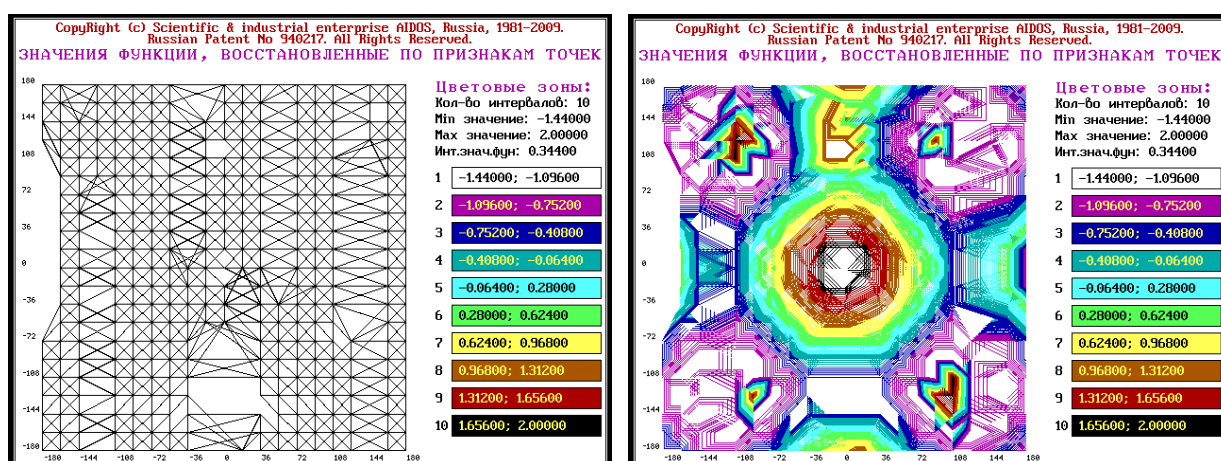 CopyRight (c) Scientific & industrial enterprise AIDOS, Russia, 1981-2009.
Russian Patent No 940217. All Rights Reserved.
ЗНАЧЕНИЯ ФУНКЦИИ, ВОССТАНОВЛЕННЫЕ ПО ПРИЗНАКАМ ТОЧЕК
180
144
108
72
36
0
-36
-72
-108
-144
-180
-180 -144 -108 -72 -36 0 36 72 108 144 180
Цветовые зоны:
Кол-во интервалов: 10
Min значение: -1.44000
Max значение: 2.00000
Инт.знач.фун: 0.34400
1 -1.44000; -1.09600
2 -1.09600; -0.75200
3 -0.75200; -0.40800
4 -0.40800; -0.06400
5 -0.06400; 0.28000
6 0.28000; 0.62400
7 0.62400; 0.96800
8 0.96800; 1.31200
9 1.31200; 1.65600
10 1.65600; 2.00000
CopyRight (c) Scientific & industrial enterprise AIDOS, Russia, 1981-2009.
Russian Patent No 940217. All Rights Reserved.
ЗНАЧЕНИЯ ФУНКЦИИ, ВОССТАНОВЛЕННЫЕ ПО ПРИЗНАКАМ ТОЧЕК
180
144
108
72
36
0
-36
-72
-108
-144
-180
-180 -144 -108 -72 -36 0 36 72 108 144 180
Цветовые зоны:
Кол-во интервалов: 10
Min значение: -1.44000
Max значение: 2.00000
Инт.знач.фун: 0.34400
1 -1.44000; -1.09600
2 -1.09600; -0.75200
3 -0.75200; -0.40800
4 -0.40800; -0.06400
5 -0.06400; 0.28000
6 0.28000; 0.62400
7 0.62400; 0.96800
8 0.96800; 1.31200
9 1.31200; 1.65600
10 1.65600; 2.00000